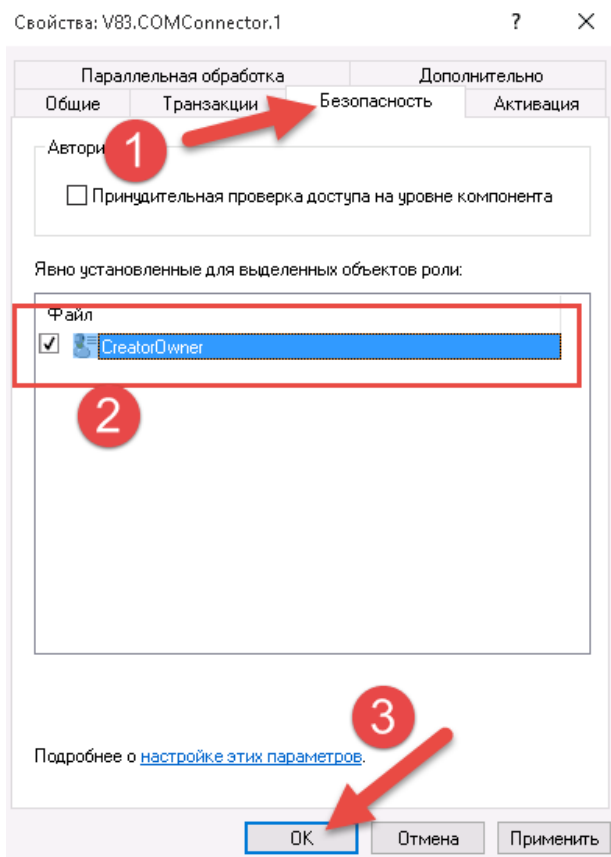 Свойства: V83.COMConnector.1 ? ×
Параллельная обработка Дополнительно
Общие Транзакции Безопасность Активация
1
Автори
Принудительная проверка доступа на уровне компонента
Явно установленные для выделенных объектов роли:
Файл
CreatorOwner
2
3
Подробнее о настройке этих параметров.
ОК Отмена Применить